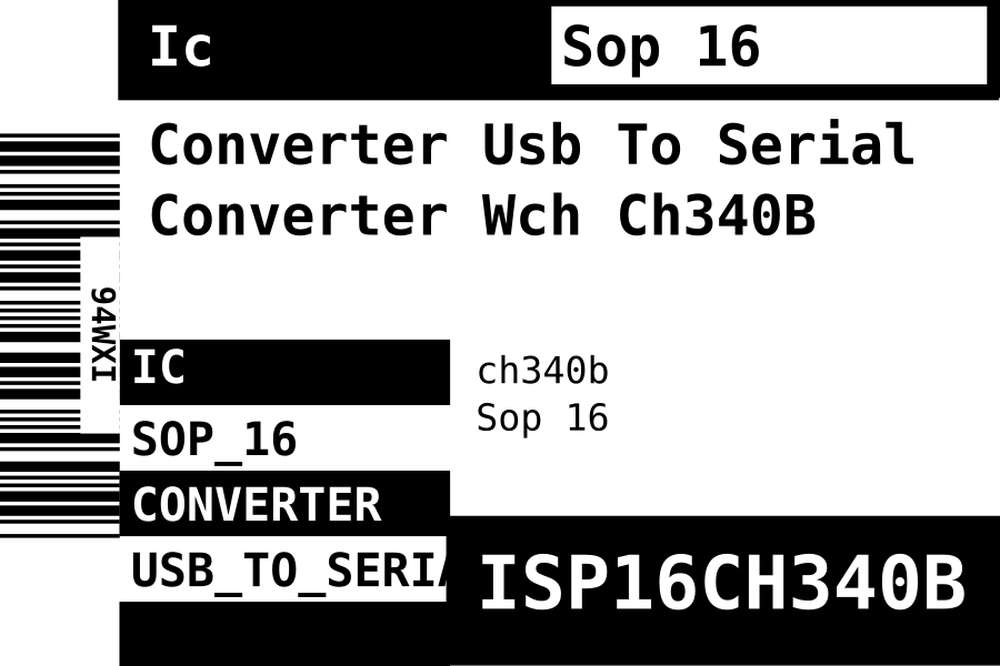 Ic
Sop 16
Converter Usb To Serial
Converter Wch Ch340B
94WXI
IC
SOP_16
CONVERTER
USB_TO_SERI
ch340b
Sop 16
ISP16CH340B